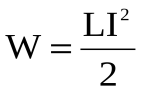 W = LI² / 2